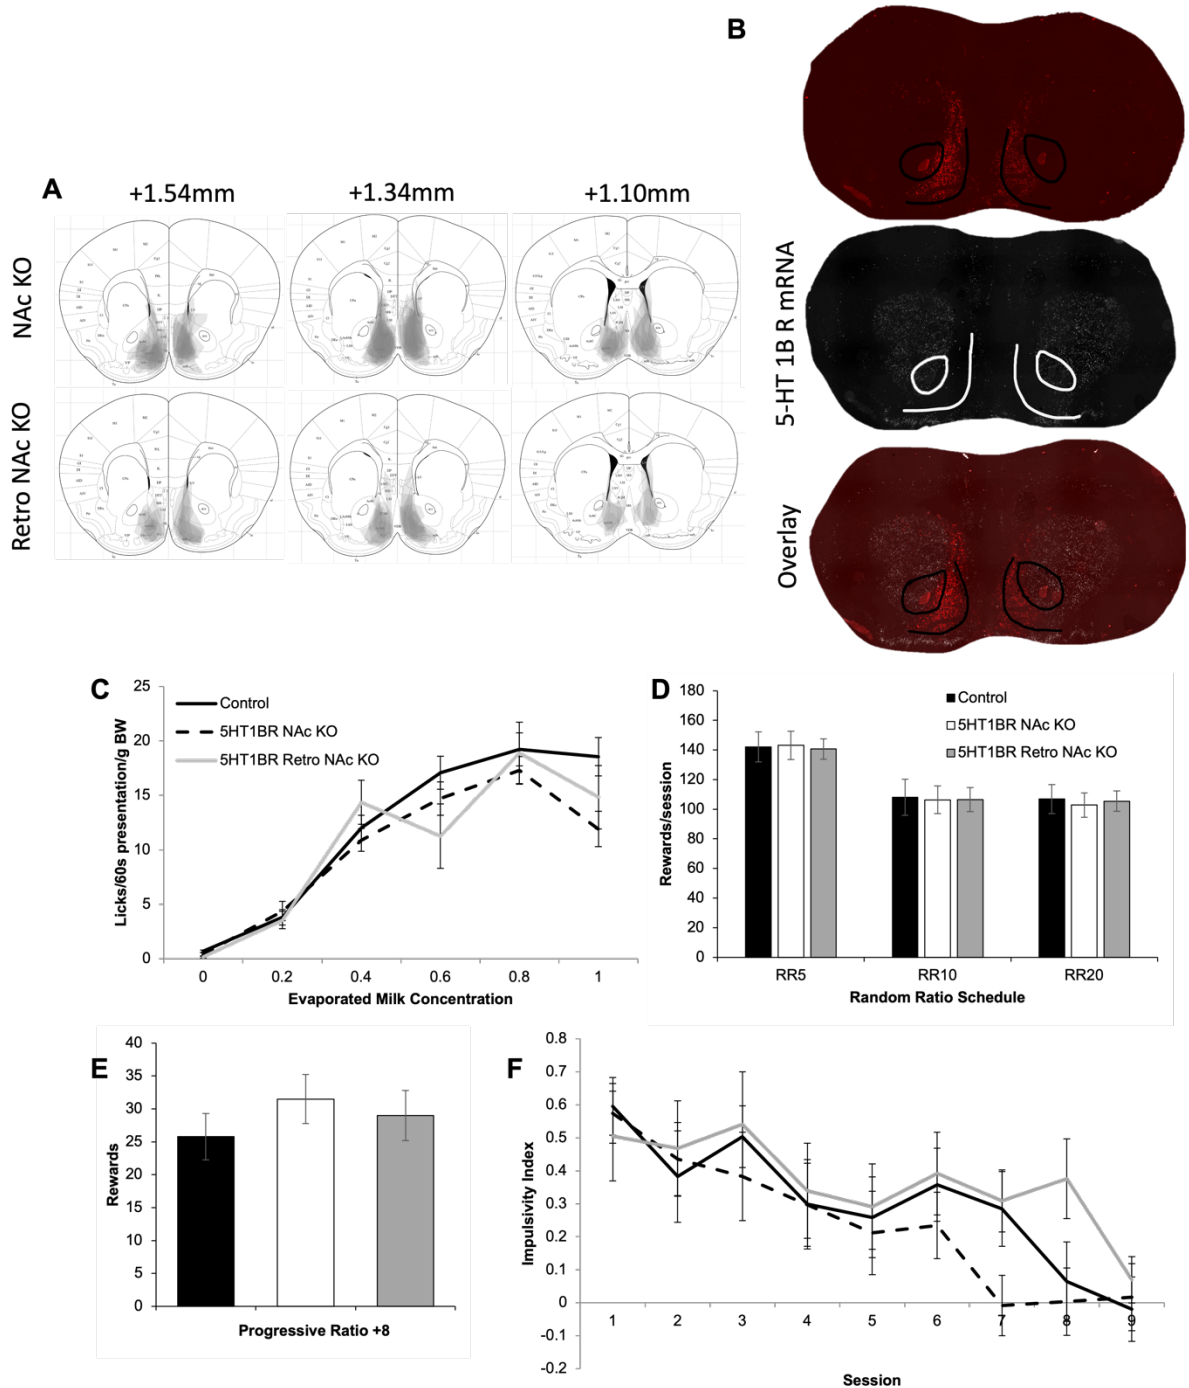 B
A
+1.54mm
+1.34mm
+1.10mm
NAc KO
Retro NAc KO
5-HT 1B R mRNA
Overlay
C
25
20
15
10
5
0
Licks/60s presentation/g BW
Control
5HT1BR NAc KO
5HT1BR Retro NAc KO
0 0.2 0.4 0.6 0.8 1
Evaporated Milk Concentration
D
180
160
140
120
100
80
60
40
20
0
Rewards/session
Control
5HT1BR NAc KO
5HT1BR Retro NAc KO
RR5 RR10 RR20
Random Ratio Schedule
E
40
35
30
25
20
15
10
5
0
Rewards
Progressive Ratio +8
F
0.8
0.7
0.6
0.5
0.4
0.3
0.2
0.1
0
-0.1
-0.2
Impulsivity Index
1 2 3 4 5 6 7 8 9
Session